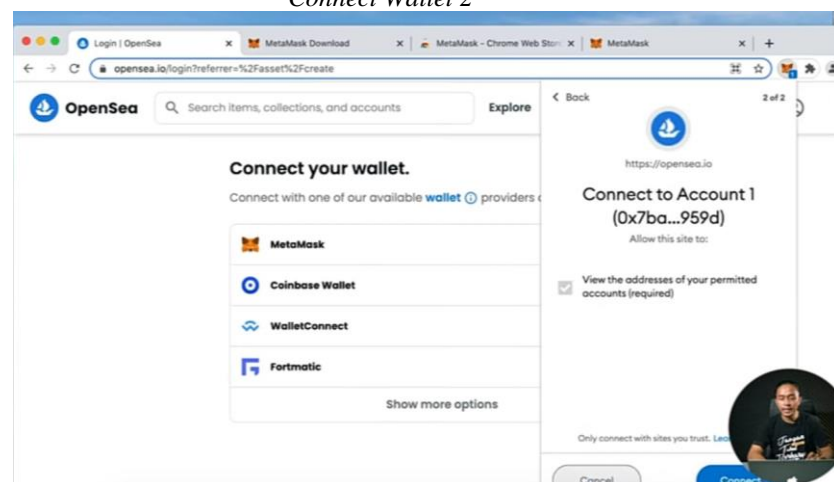 Connect Wallet 2
Login | OpenSea
MetaMask Download
MetaMask - Chrome Web Stor
MetaMask
opensea.io/login?referrer=%2Fasset%2Fcreate
OpenSea
Search items, collections, and accounts
Explore
Connect your wallet.
Connect with one of our available wallet providers
MetaMask
Coinbase Wallet
WalletConnect
Fortmatic
Show more options
Back
2 of 2
https://opensea.io
Connect to Account 1
(0x7ba...959d)
Allow this site to:
View the addresses of your permitted
accounts (required)
Only connect with sites you trust.
Cancel
Connect
Jangan